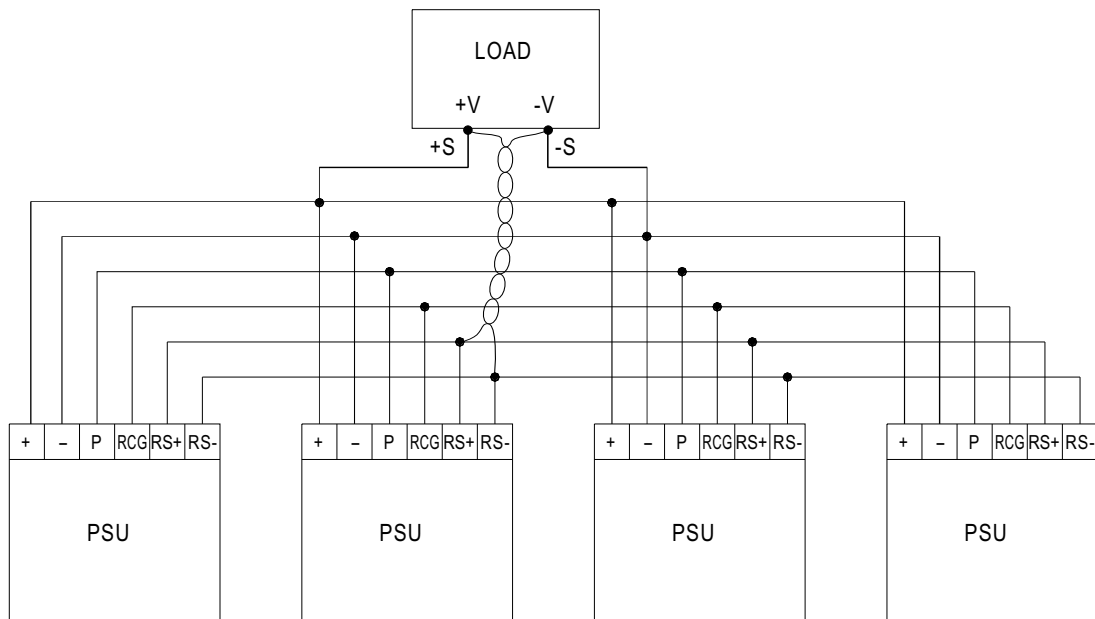 LOAD
+V -V
+S -S
+ – P RCG RS+ RS- + – P RCG RS+ RS- + – P RCG RS+ RS- + – P RCG RS+ RS-
PSU PSU PSU PSU